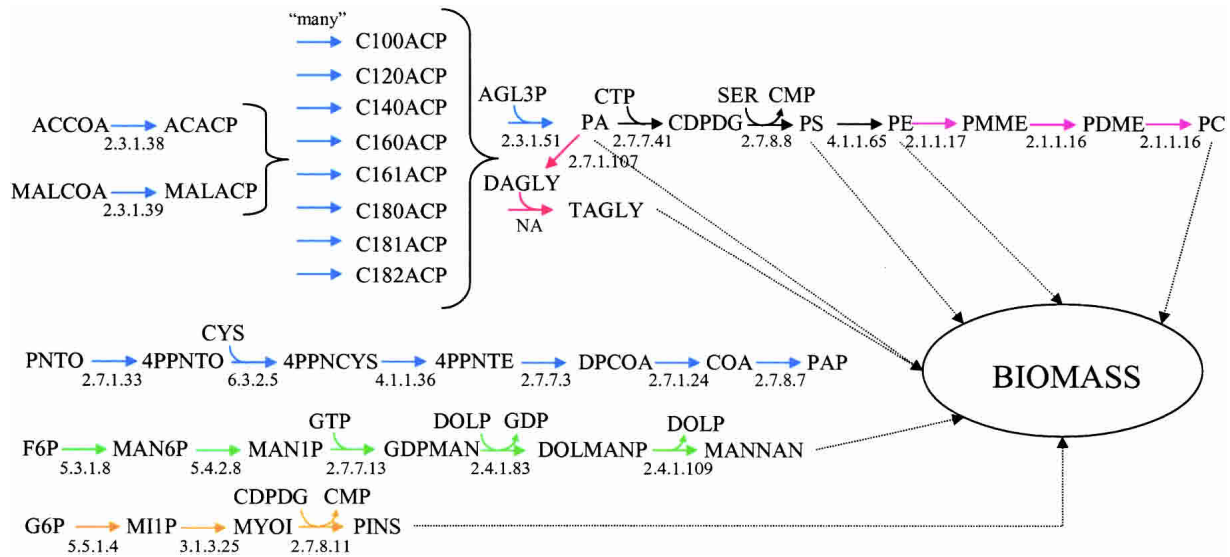 “many”
C100ACP
C120ACP
C140ACP
C160ACP
C161ACP
C180ACP
C181ACP
C182ACP
ACCOA ACACP
2.3.1.38
MALCOA MALACP
2.3.1.39
AGL3P CTP SER CMP
PA CDPDG PS PE PMME PDME PC
2.3.1.51 2.7.7.41 2.7.8.8 4.1.1.65 2.1.1.17 2.1.1.16 2.1.1.16
2.7.1.107
DAGLY
TAGLY
NA
CYS
PNTO 4PPNTO 4PPNCYS 4PPNTE DPCOA COA PAP
2.7.1.33 6.3.2.5 4.1.1.36 2.7.7.3 2.7.1.24 2.7.8.7
BIOMASS
GTP DOLP GDP DOLP
F6P MAN6P MAN1P GDPMAN DOLMANP MANNAN
5.3.1.8 5.4.2.8 2.7.7.13 2.4.1.83 2.4.1.109
CDPDG CMP
G6P MI1P MYOI PINS
5.5.1.4 3.1.3.25 2.7.8.11